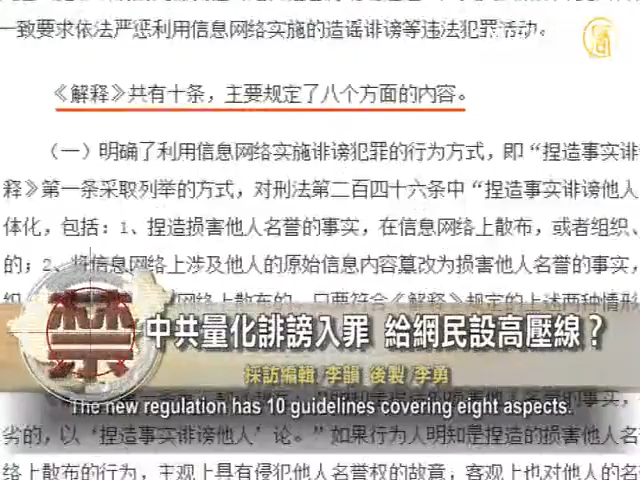 一致要求依法严惩利用信息网络实施的造谣诽谤等违法犯罪活动。
《解释》共有十条，主要规定了八个方面的内容。
（一）明确了利用信息网络实施诽谤犯罪的行为方式，即“捏造事实诽
释》第一条采取列举的方式，对刑法第二百四十六条中“捏造事实诽谤他人
体化，包括：1、捏造损害他人名誉的事实，在信息网络上散布，或者组织、
的；2、将信息网络上涉及他人的原始信息内容篡改为损害他人名誉的事实，
网络上散布的。只要符合《解释》规定的上述两种情形
禁
中共量化誹謗入罪 給網民設高壓線？
採訪編輯 李韻 後製 李勇
The new regulation has 10 guidelines covering eight aspects.
劣的，以‘捏造事实诽谤他人’论。”如果行为人明知是捏造的损害他人名
络上散布的行为，主观上具有侵犯他人名誉权的故意，客观上也对他人的名